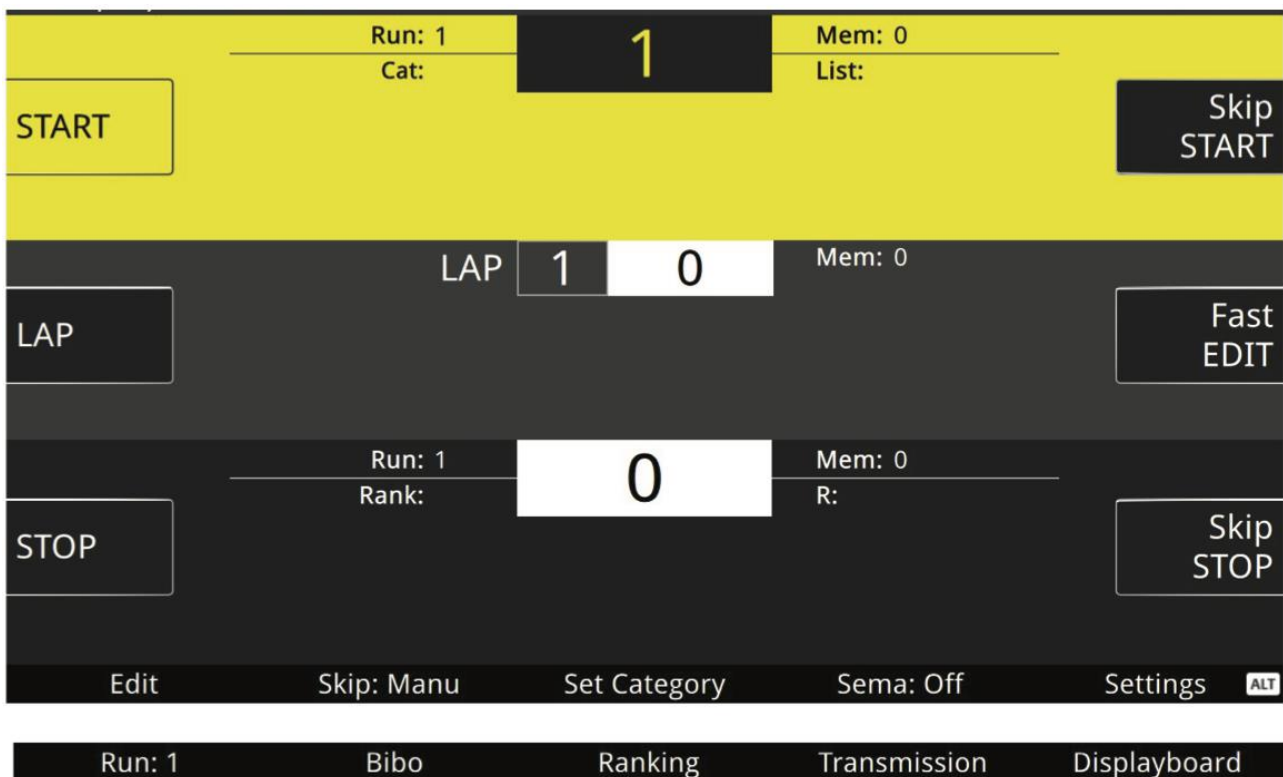 Run: 1 1 Mem: 0
Cat: List:
START Skip START
LAP 1 0 Mem: 0
LAP Fast EDIT
Run: 1 0 Mem: 0
Rank: R:
STOP Skip STOP
Edit Skip: Manu Set Category Sema: Off Settings ALT
Run: 1 Bibo Ranking Transmission Displayboard